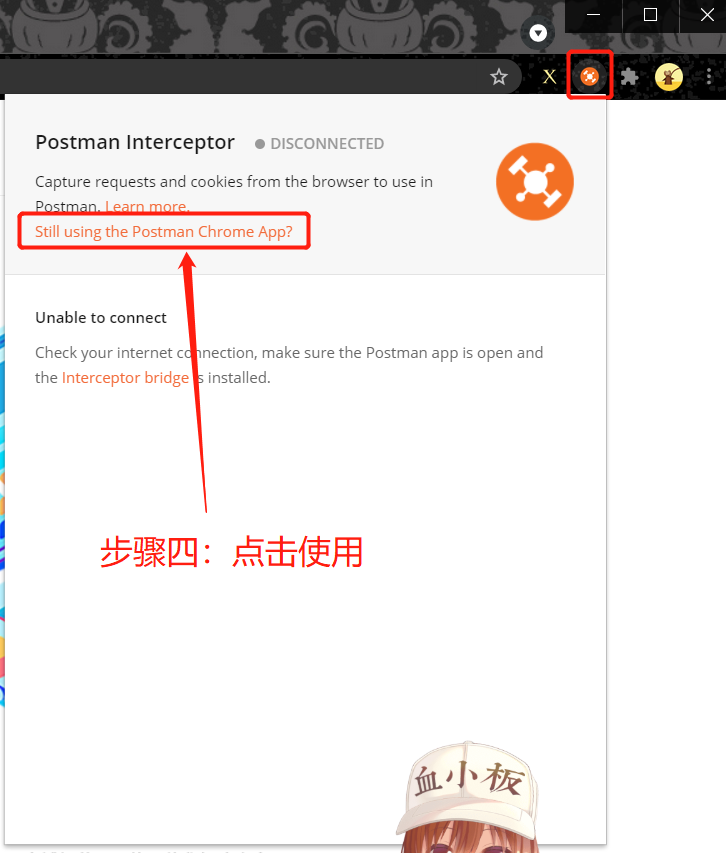 Postman Interceptor
DISCONNECTED
Capture requests and cookies from the browser to use in
Postman. Learn more.
Still using the Postman Chrome App?
Unable to connect
Check your internet connection, make sure the Postman app is open and
the Interceptor bridge is installed.
步骤四：点击使用
血小板